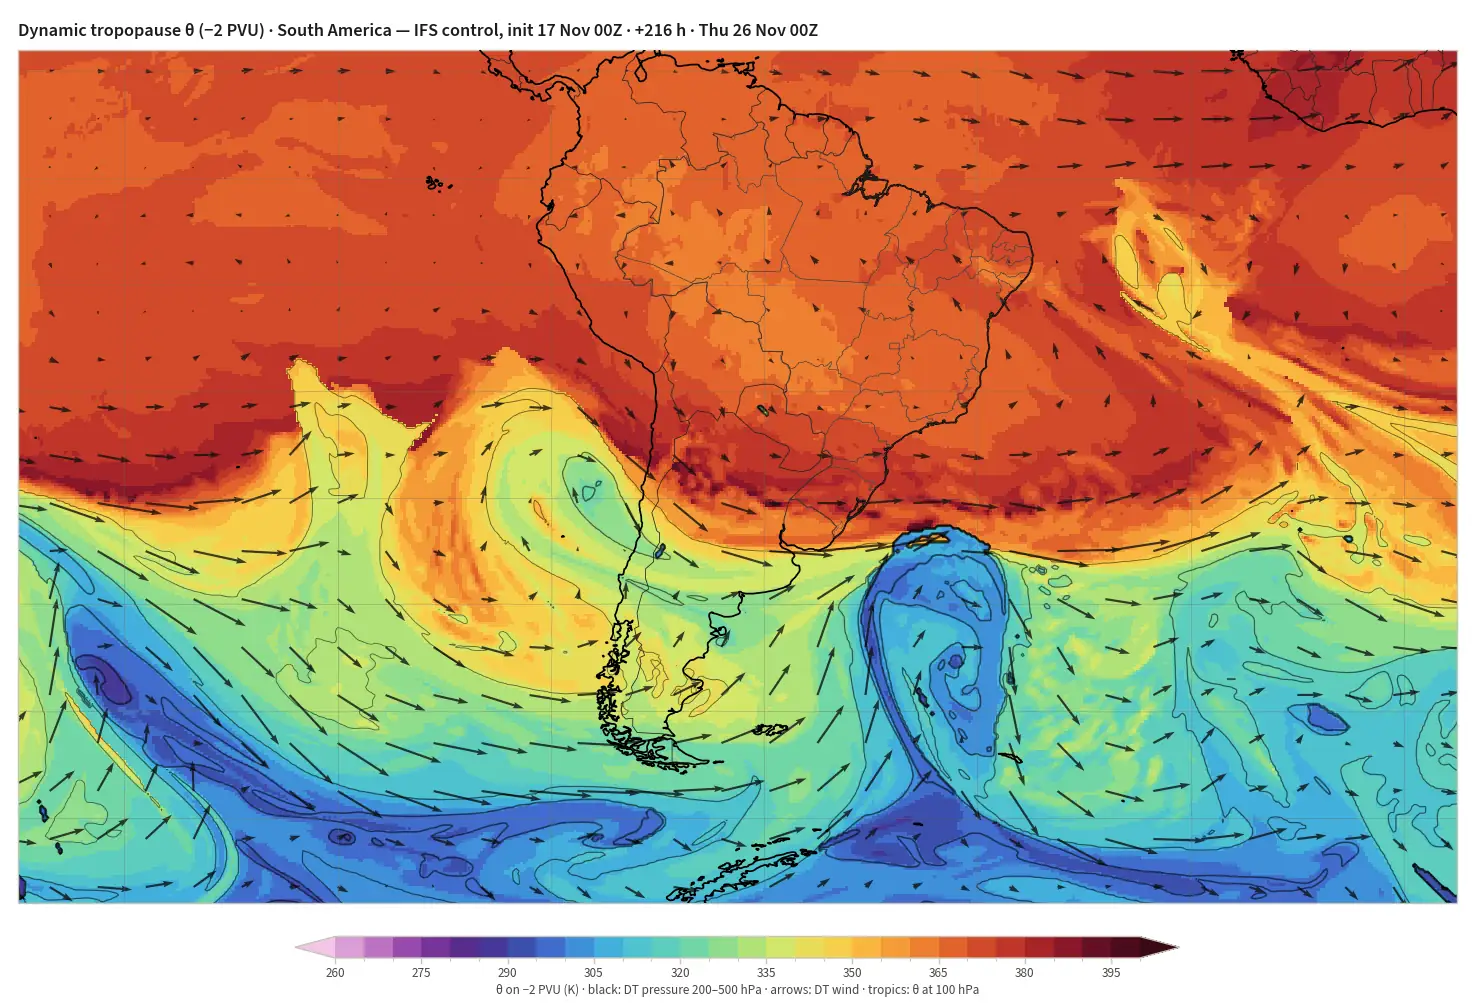 Dynamic tropopause θ (−2 PVU) · South America — IFS control, init 17 Nov 00Z · +216 h · Thu 26 Nov 00Z
260 275 290 305 320 335 350 365 380 395
θ on −2 PVU (K) · black: DT pressure 200–500 hPa · arrows: DT wind · tropics: θ at 100 hPa